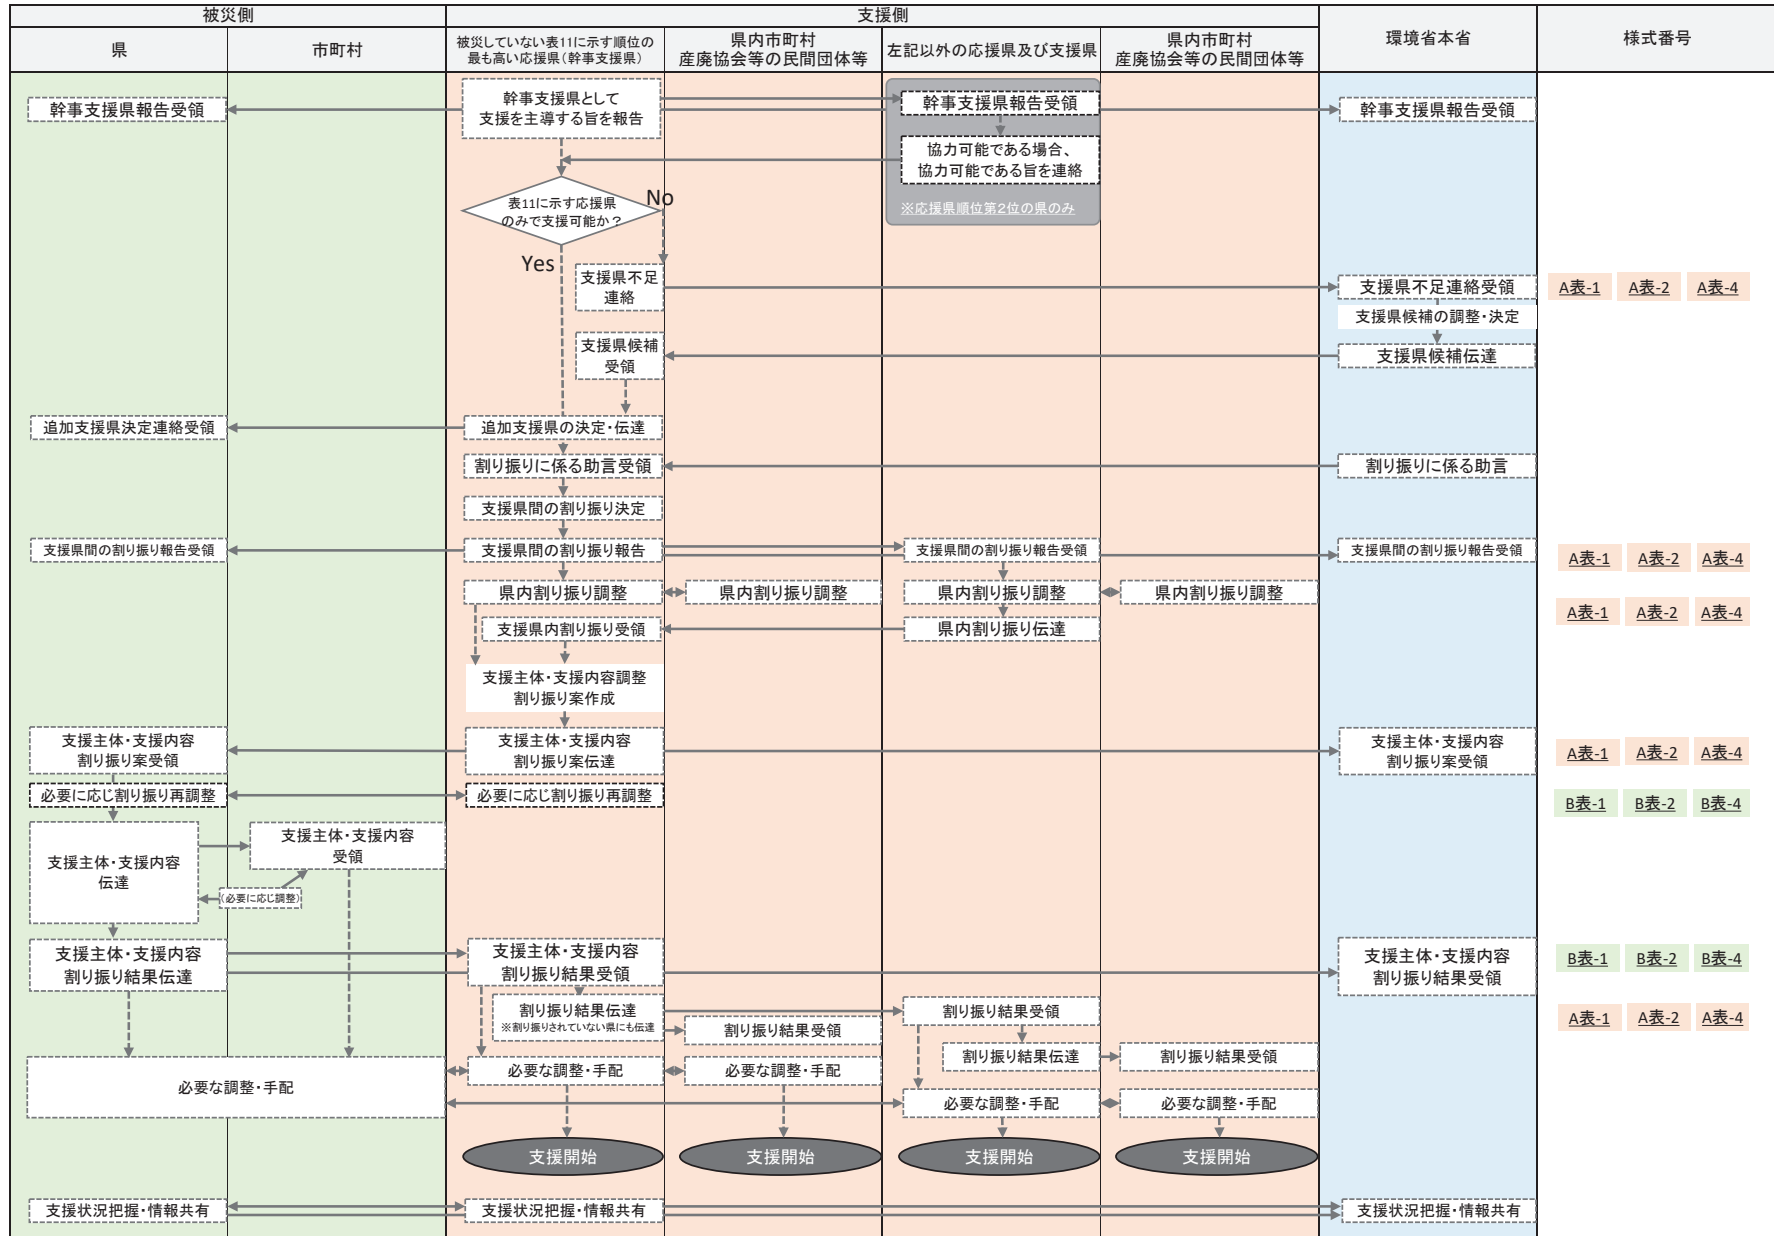 被災側
支援側
県
市町村
被災していない表11に示す順位の
最も高い応援県（幹事支援県）
県内市町村
産廃協会等の民間団体等
左記以外の応援県及び支援県
県内市町村
産廃協会等の民間団体等
環境省本省
様式番号
幹事支援県報告受領
幹事支援県として
支援を主導する旨を報告
幹事支援県報告受領
幹事支援県報告受領
協力可能である場合、
協力可能である旨を連絡
※応援県順位第2位の県のみ
表11に示す応援県
のみで支援可能か？
No
Yes
支援県不足
連絡
支援県不足連絡受領
A表-1 A表-2 A表-4
支援県候補の調整・決定
支援県候補
受領
支援県候補伝達
追加支援県決定連絡受領
追加支援県の決定・伝達
割り振りに係る助言受領
割り振りに係る助言
支援県間の割り振り決定
支援県間の割り振り報告受領
支援県間の割り振り報告
支援県間の割り振り報告受領
支援県間の割り振り報告受領
A表-1 A表-2 A表-4
県内割り振り調整
県内割り振り調整
県内割り振り調整
県内割り振り調整
A表-1 A表-2 A表-4
支援県内割り振り受領
県内割り振り伝達
支援主体・支援内容調整
割り振り案作成
支援主体・支援内容
割り振り案受領
支援主体・支援内容
割り振り案伝達
支援主体・支援内容
割り振り案受領
A表-1 A表-2 A表-4
必要に応じ割り振り再調整
必要に応じ割り振り再調整
B表-1 B表-2 B表-4
支援主体・支援内容
伝達
支援主体・支援内容
受領
（必要に応じ調整）
支援主体・支援内容
割り振り結果伝達
支援主体・支援内容
割り振り結果受領
支援主体・支援内容
割り振り結果受領
B表-1 B表-2 B表-4
割り振り結果伝達
※割り振りされていない県にも伝達
割り振り結果受領
割り振り結果受領
A表-1 A表-2 A表-4
割り振り結果伝達
割り振り結果受領
必要な調整・手配
必要な調整・手配
必要な調整・手配
必要な調整・手配
必要な調整・手配
支援開始
支援開始
支援開始
支援開始
支援状況把握・情報共有
支援状況把握・情報共有
支援状況把握・情報共有